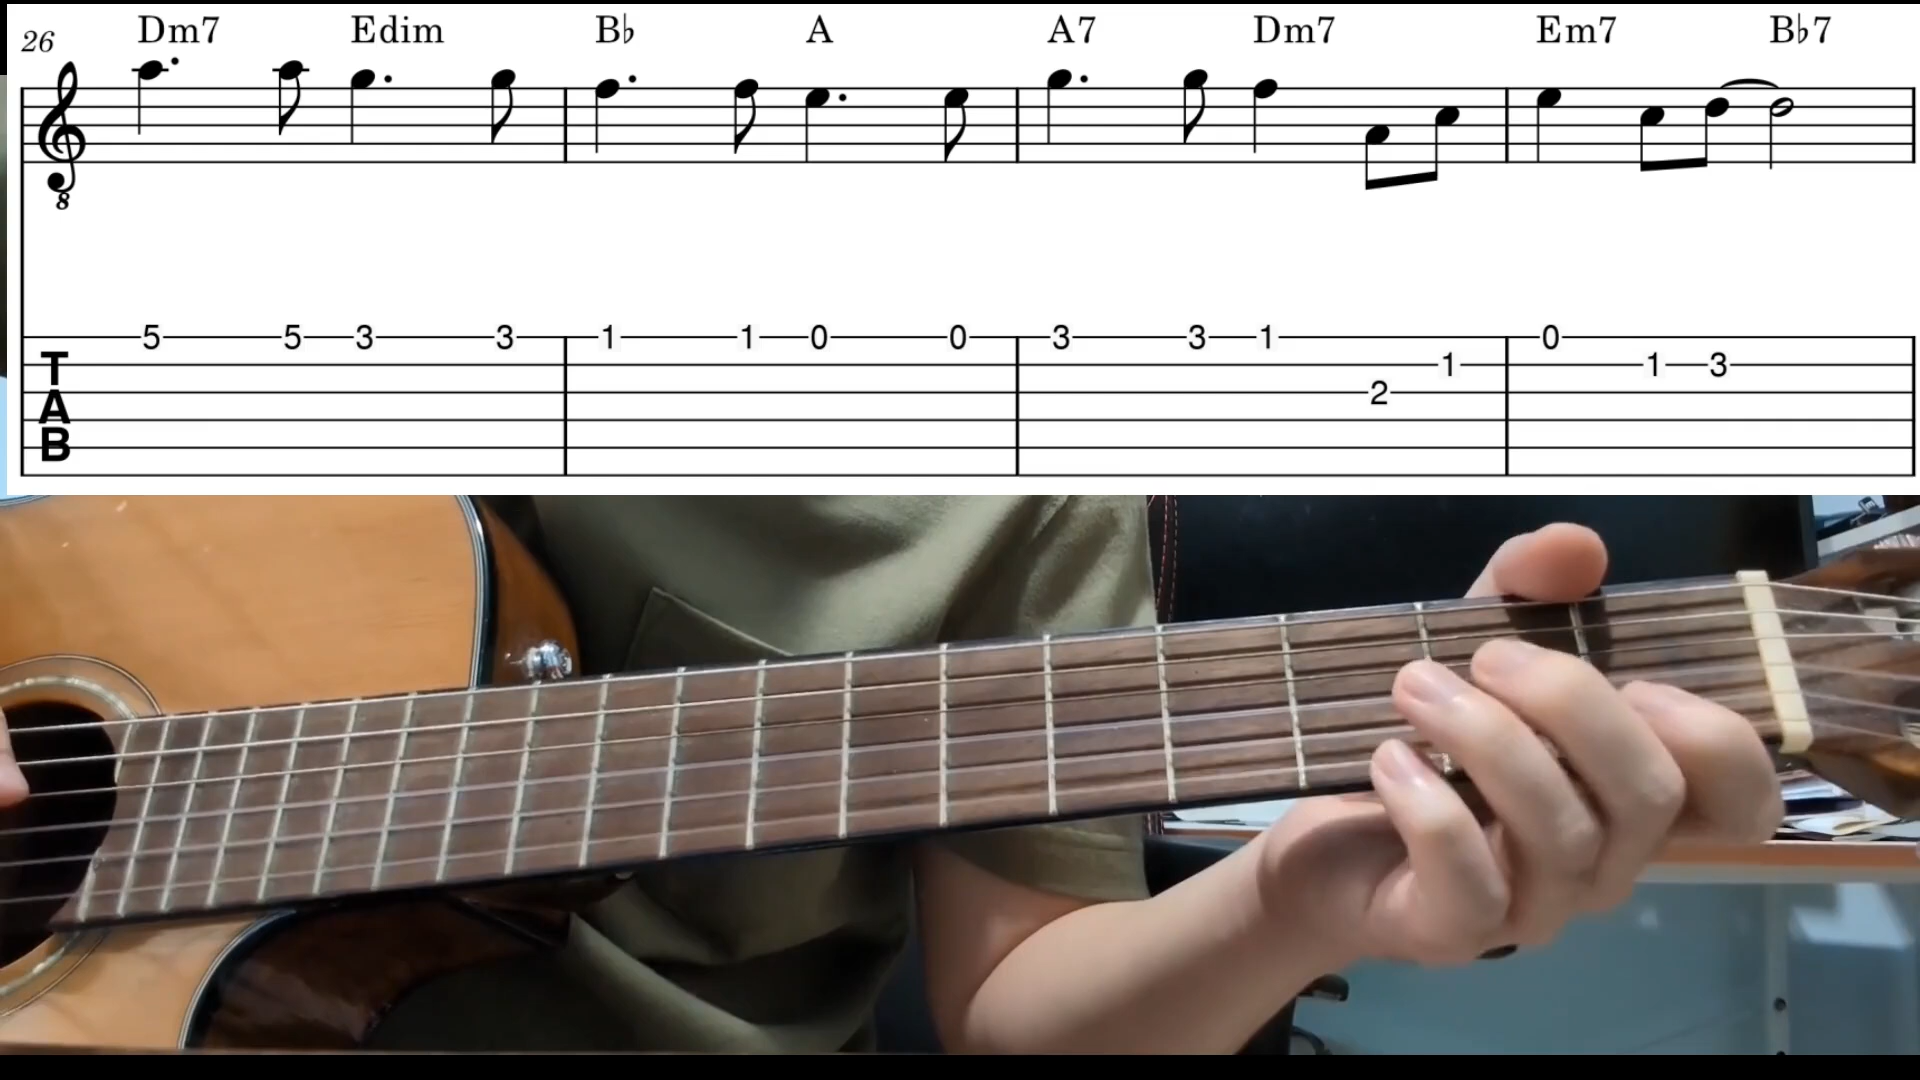 26 Dm7 Edim B♭ A A7 Dm7 Em7 B♭7
8
5 5 3 3 1 1 0 0 3 3 1 0
T 1 1 3
A 2
B